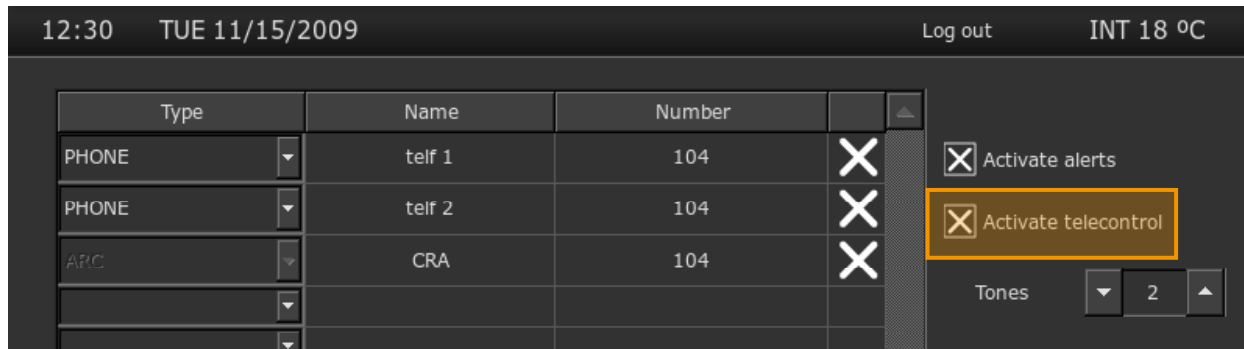 12:30 TUE 11/15/2009 Log out INT 18 ºC
Type Name Number
PHONE telf 1 104 Activate alerts
PHONE telf 2 104 Activate telecontrol
ARC CRA 104
Tones 2